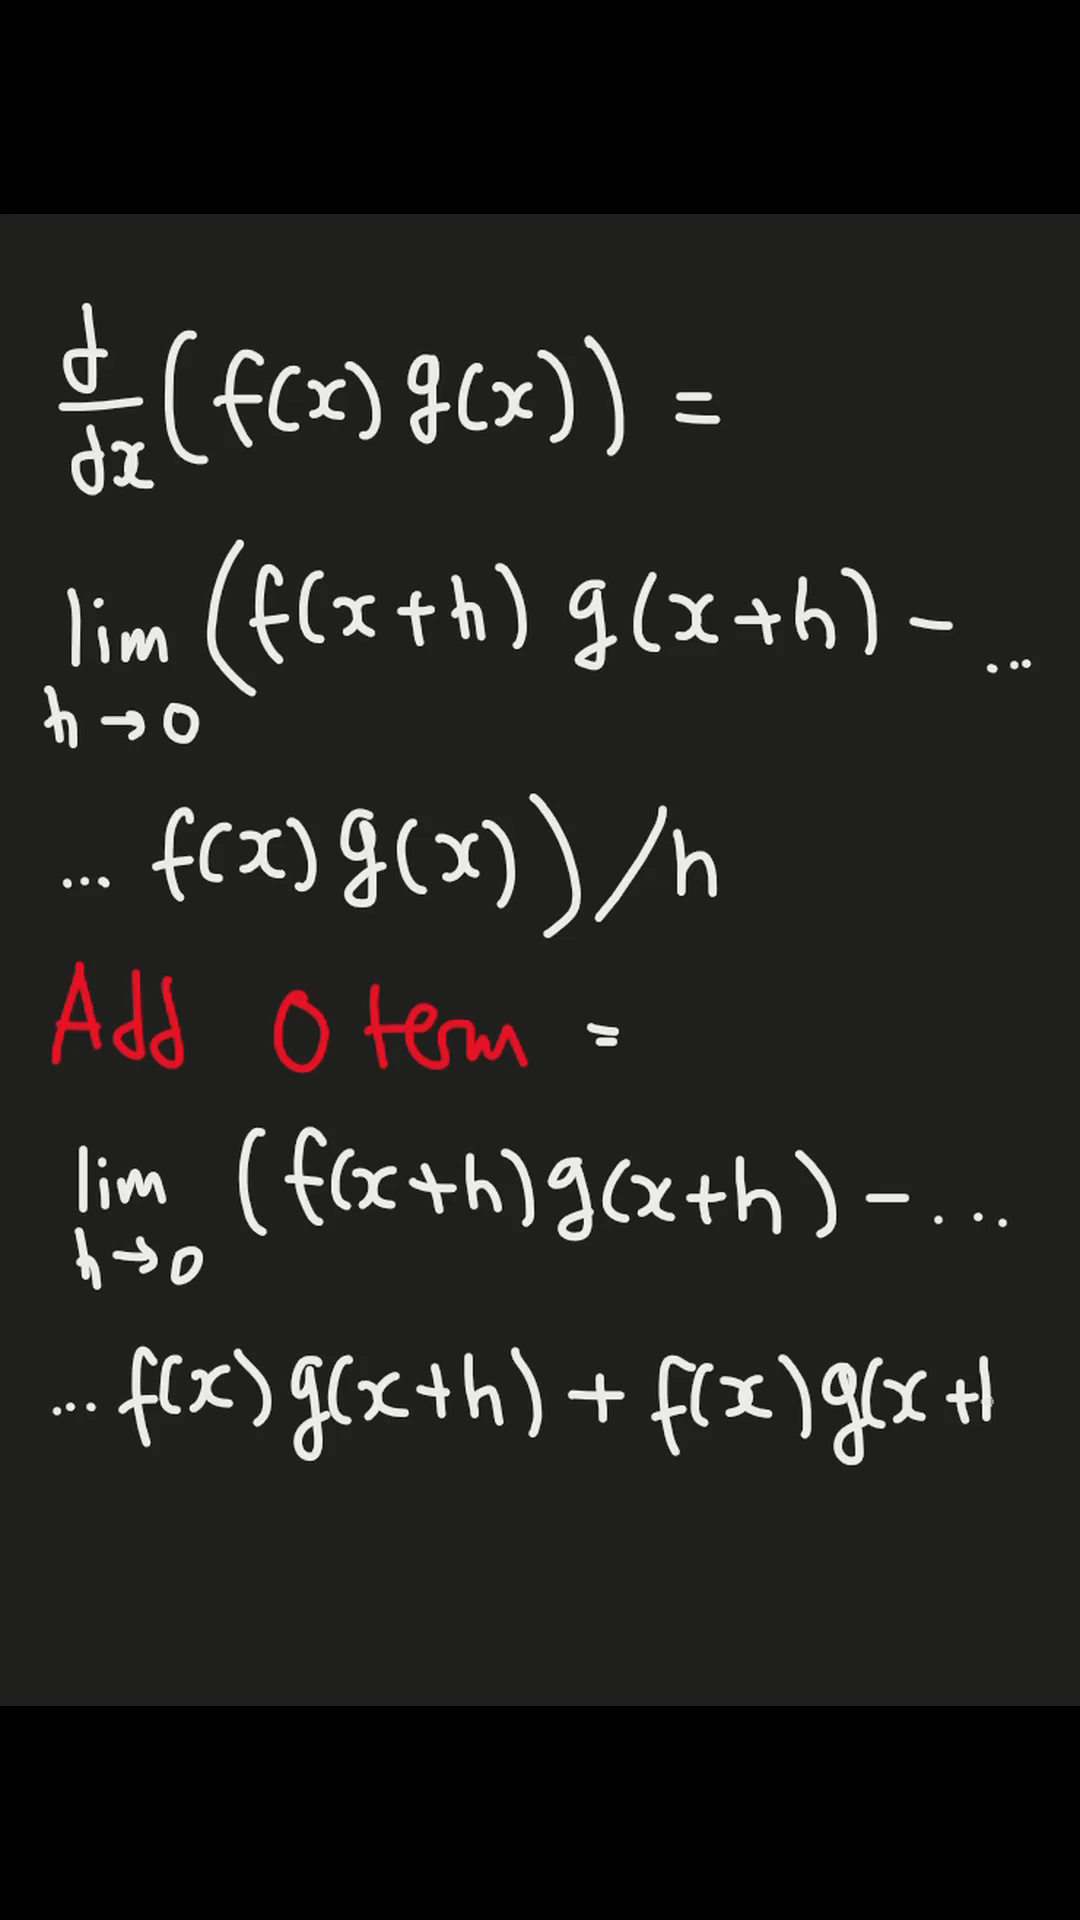 d/dx (f(x) g(x)) =
lim h→0 (f(x+h) g(x+h) - ...
... f(x) g(x))/h
Add 0 term =
lim h→0 (f(x+h)g(x+h) - ...
... f(x)g(x+h) + f(x)g(x+